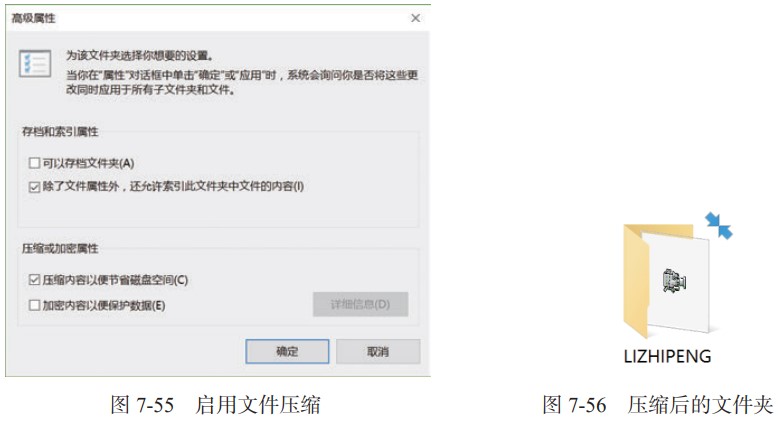 高级属性
为该文件夹选择你想要的设置。
当你在“属性”对话框中单击“确定”或“应用”时，系统会询问你是否将这些更
改同时应用于所有子文件夹和文件。
存档和索引属性
可以存档文件夹(A)
除了文件属性外，还允许索引此文件夹中文件的内容(I)
压缩或加密属性
压缩内容以便节省磁盘空间(C)
加密内容以便保护数据(E)
详细信息(D)
确定
取消
LIZHIPENG
图 7-55 启用文件压缩
图 7-56 压缩后的文件夹